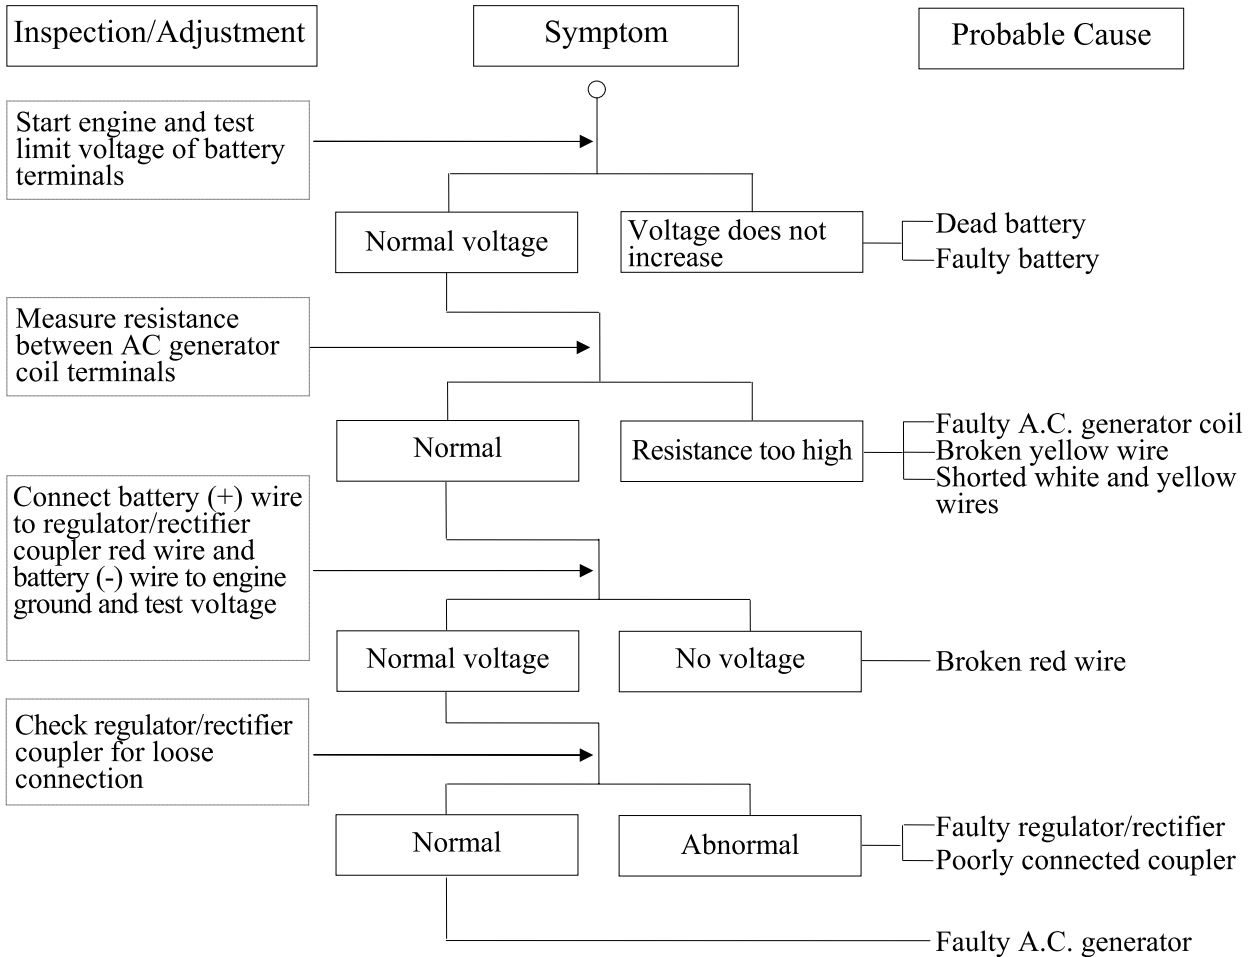 Inspection/Adjustment
Symptom
Probable Cause
Start engine and test
limit voltage of battery
terminals
Normal voltage
Voltage does not
increase
Dead battery
Faulty battery
Measure resistance
between AC generator
coil terminals
Normal
Resistance too high
Faulty A.C. generator coil
Broken yellow wire
Shorted white and yellow
wires
Connect battery (+) wire
to regulator/rectifier
coupler red wire and
battery (-) wire to engine
ground and test voltage
Normal voltage
No voltage
Broken red wire
Check regulator/rectifier
coupler for loose
connection
Normal
Abnormal
Faulty regulator/rectifier
Poorly connected coupler
Faulty A.C. generator